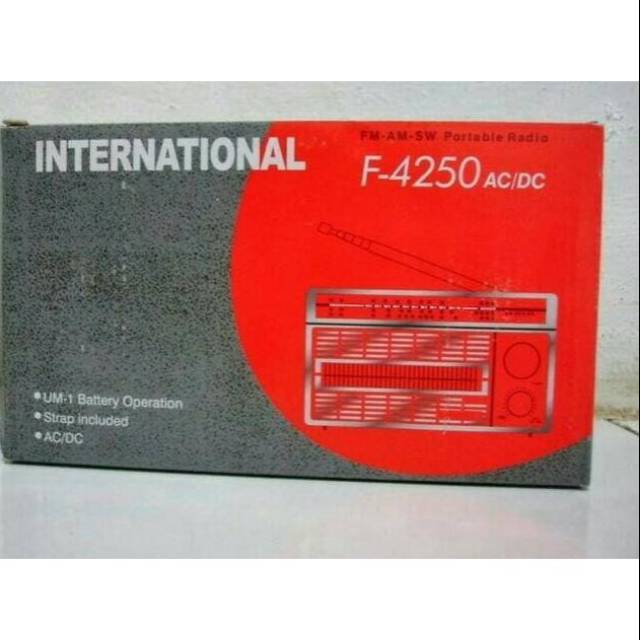 INTERNATIONAL
FM-AM-SW Portable Radio
F-4250 AC/DC
•UM-1 Battery Operation
•Strap included
•AC/DC